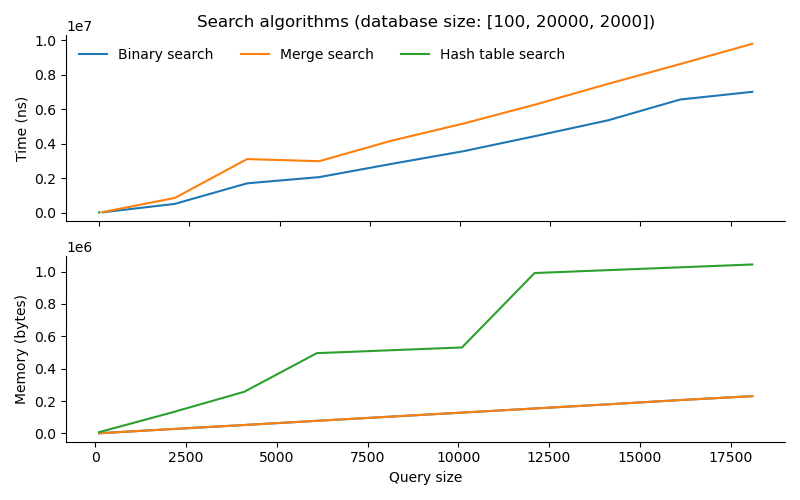 Search algorithms (database size: [100, 20000, 2000])
1e7
1.0
0.8
0.6
0.4
0.2
0.0
Time (ns)
Binary search
Merge search
Hash table search
1e6
1.0
0.8
0.6
0.4
0.2
0.0
Memory (bytes)
0 2500 5000 7500 10000 12500 15000 17500
Query size